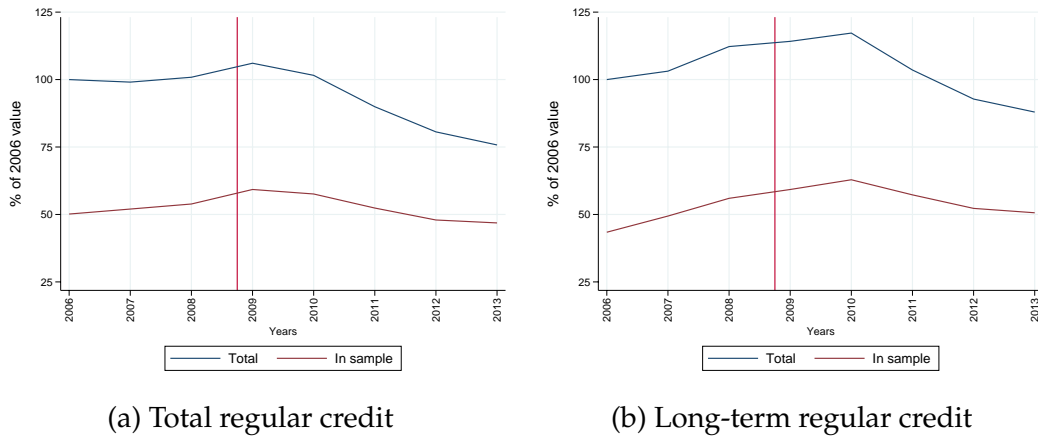 % of 2006 value
125
100
75
50
25
2006
2007
2008
2009
2010
2011
2012
2013
Years
Total
In sample
(a) Total regular credit
% of 2006 value
125
100
75
50
25
2006
2007
2008
2009
2010
2011
2012
2013
Years
Total
In sample
(b) Long-term regular credit